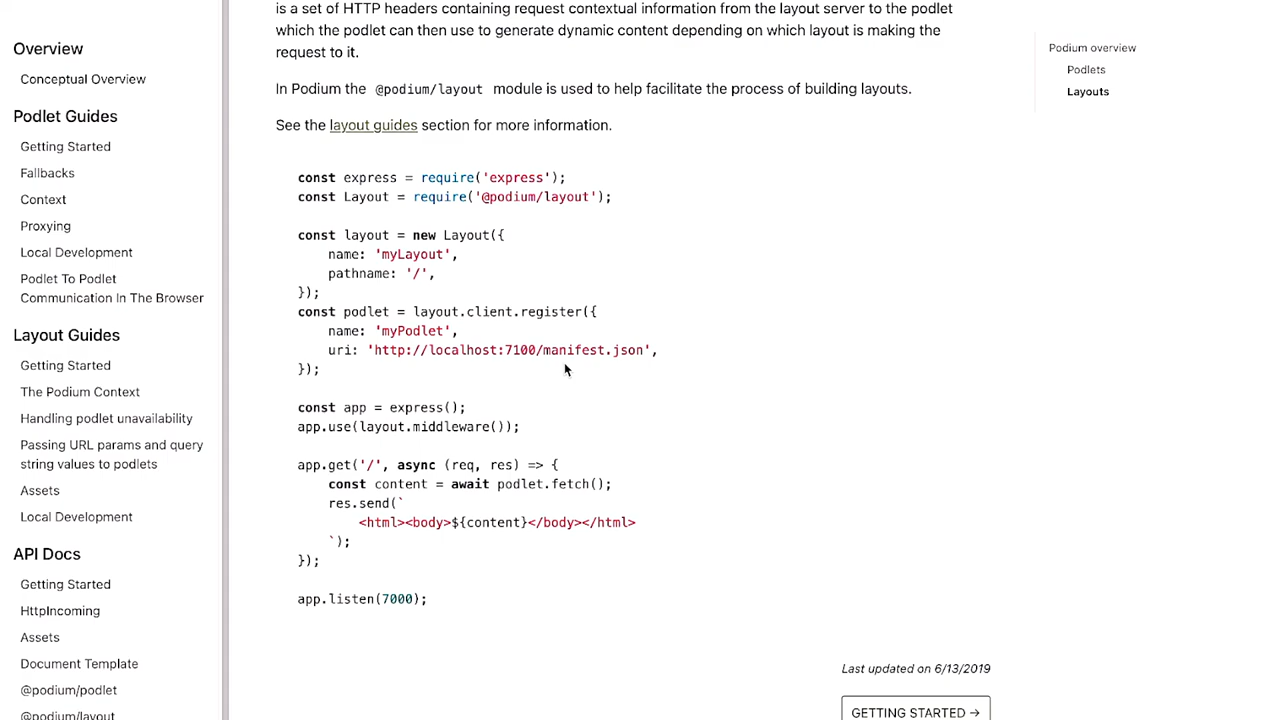 Overview
Conceptual Overview
Podlet Guides
Getting Started
Fallbacks
Context
Proxying
Local Development
Podlet To Podlet
Communication In The Browser
Layout Guides
Getting Started
The Podium Context
Handling podlet unavailability
Passing URL params and query
string values to podlets
Assets
Local Development
API Docs
Getting Started
HttpIncoming
Assets
Document Template
@podium/podlet
@podium/layout
is a set of HTTP headers containing request contextual information from the layout server to the podlet
which the podlet can then use to generate dynamic content depending on which layout is making the
request to it.
In Podium the @podium/layout module is used to help facilitate the process of building layouts.
See the layout guides section for more information.
const express = require('express');
const Layout = require('@podium/layout');
const layout = new Layout({
    name: 'myLayout',
    pathname: '/',
});
const podlet = layout.client.register({
    name: 'myPodlet',
    uri: 'http://localhost:7100/manifest.json',
});
const app = express();
app.use(layout.middleware());
app.get('/', async (req, res) => {
    const content = await podlet.fetch();
    res.send(`
        <html><body>${content}</body></html>
    `);
});
app.listen(7000);
Last updated on 6/13/2019
GETTING STARTED →
Podium overview
Podlets
Layouts